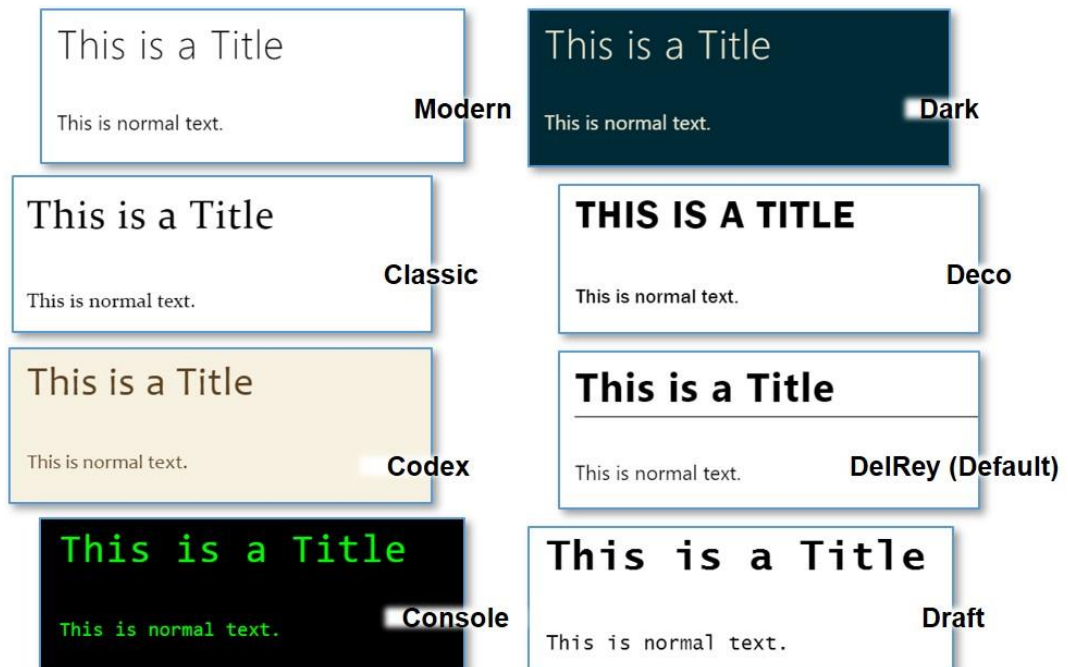 This is a Title
This is normal text.
Modern
This is a Title
This is normal text.
Dark
This is a Title
This is normal text.
Classic
THIS IS A TITLE
This is normal text.
Deco
This is a Title
This is normal text.
Codex
This is a Title
This is normal text.
DelRey (Default)
This is a Title
This is normal text.
Console
This is a Title
This is normal text.
Draft